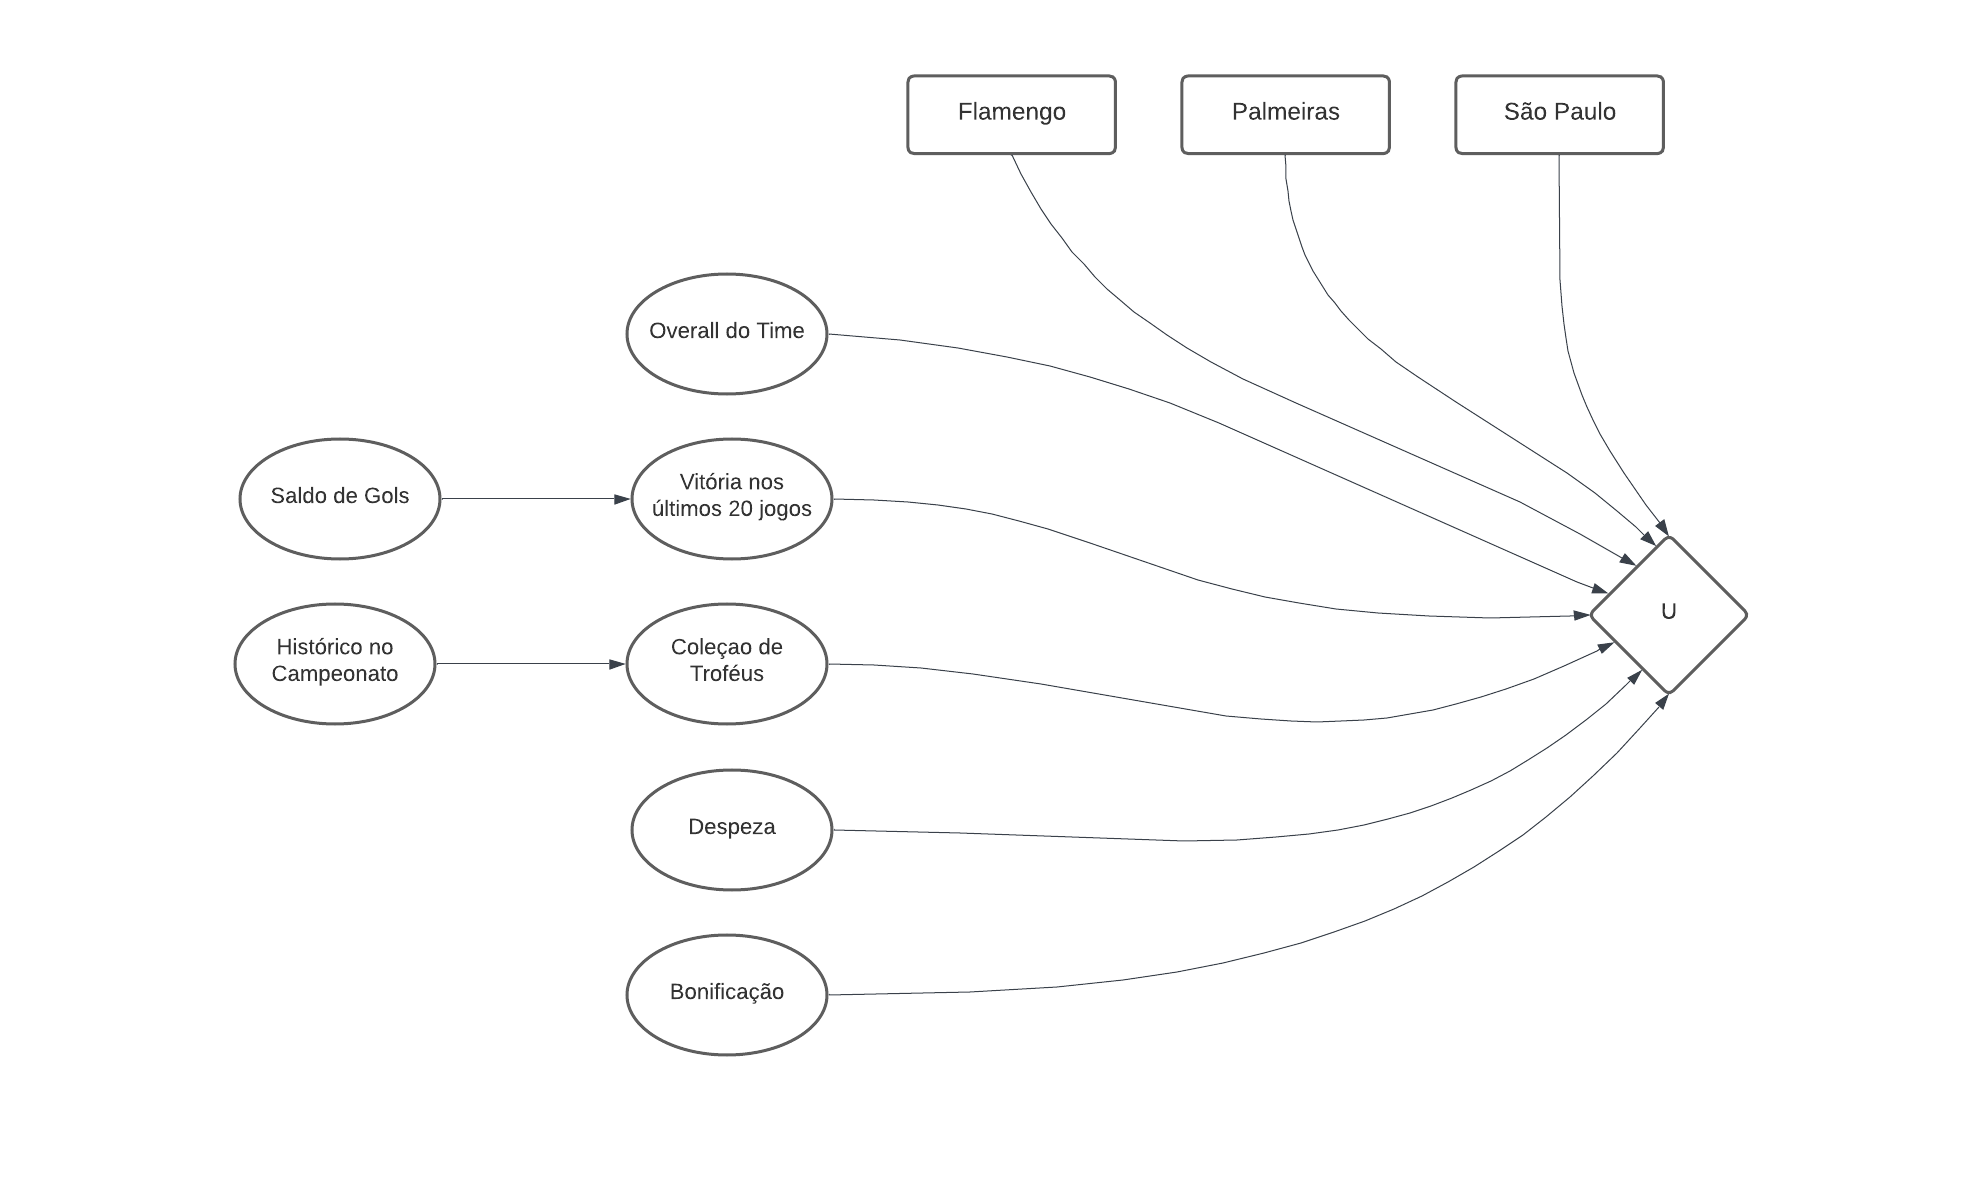 Flamengo
Palmeiras
São Paulo
Overall do Time
Saldo de Gols
Vitória nos
últimos 20 jogos
Histórico no
Campeonato
Coleçao de
Troféus
U
Despeza
Bonificação